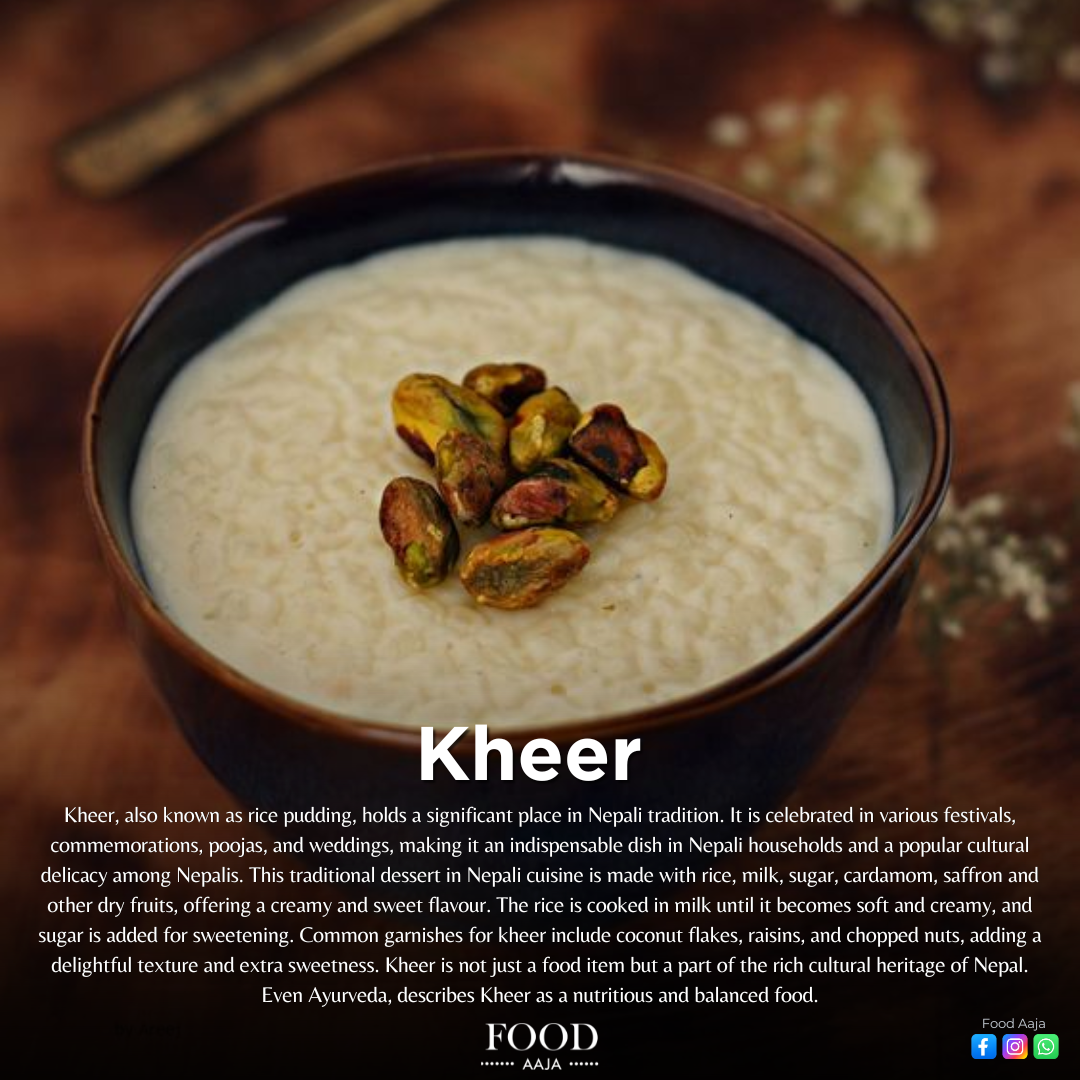 Kheer
Kheer, also known as rice pudding, holds a significant place in Nepali tradition. It is celebrated in various festivals,
commemorations, poojas, and weddings, making it an indispensable dish in Nepali households and a popular cultural
delicacy among Nepalis. This traditional dessert in Nepali cuisine is made with rice, milk, sugar, cardamom, saffron and
other dry fruits, offering a creamy and sweet flavour. The rice is cooked in milk until it becomes soft and creamy, and
sugar is added for sweetening. Common garnishes for kheer include coconut flakes, raisins, and chopped nuts, adding a
delightful texture and extra sweetness. Kheer is not just a food item but a part of the rich cultural heritage of Nepal.
Even Ayurveda, describes Kheer as a nutritious and balanced food.
FOOD
AAJA
Food Aaja